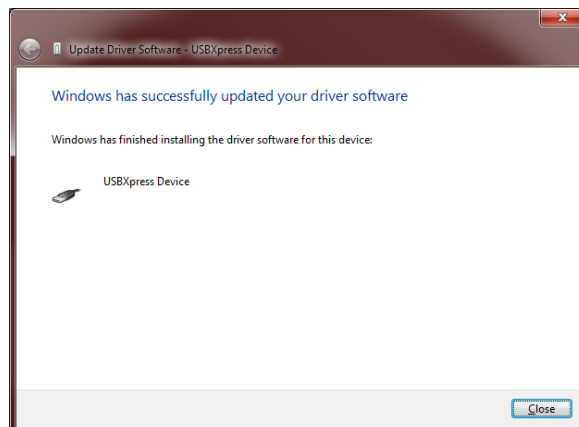 Update Driver Software - USBXpress Device
Windows has successfully updated your driver software
Windows has finished installing the driver software for this device:
USBXpress Device
Close